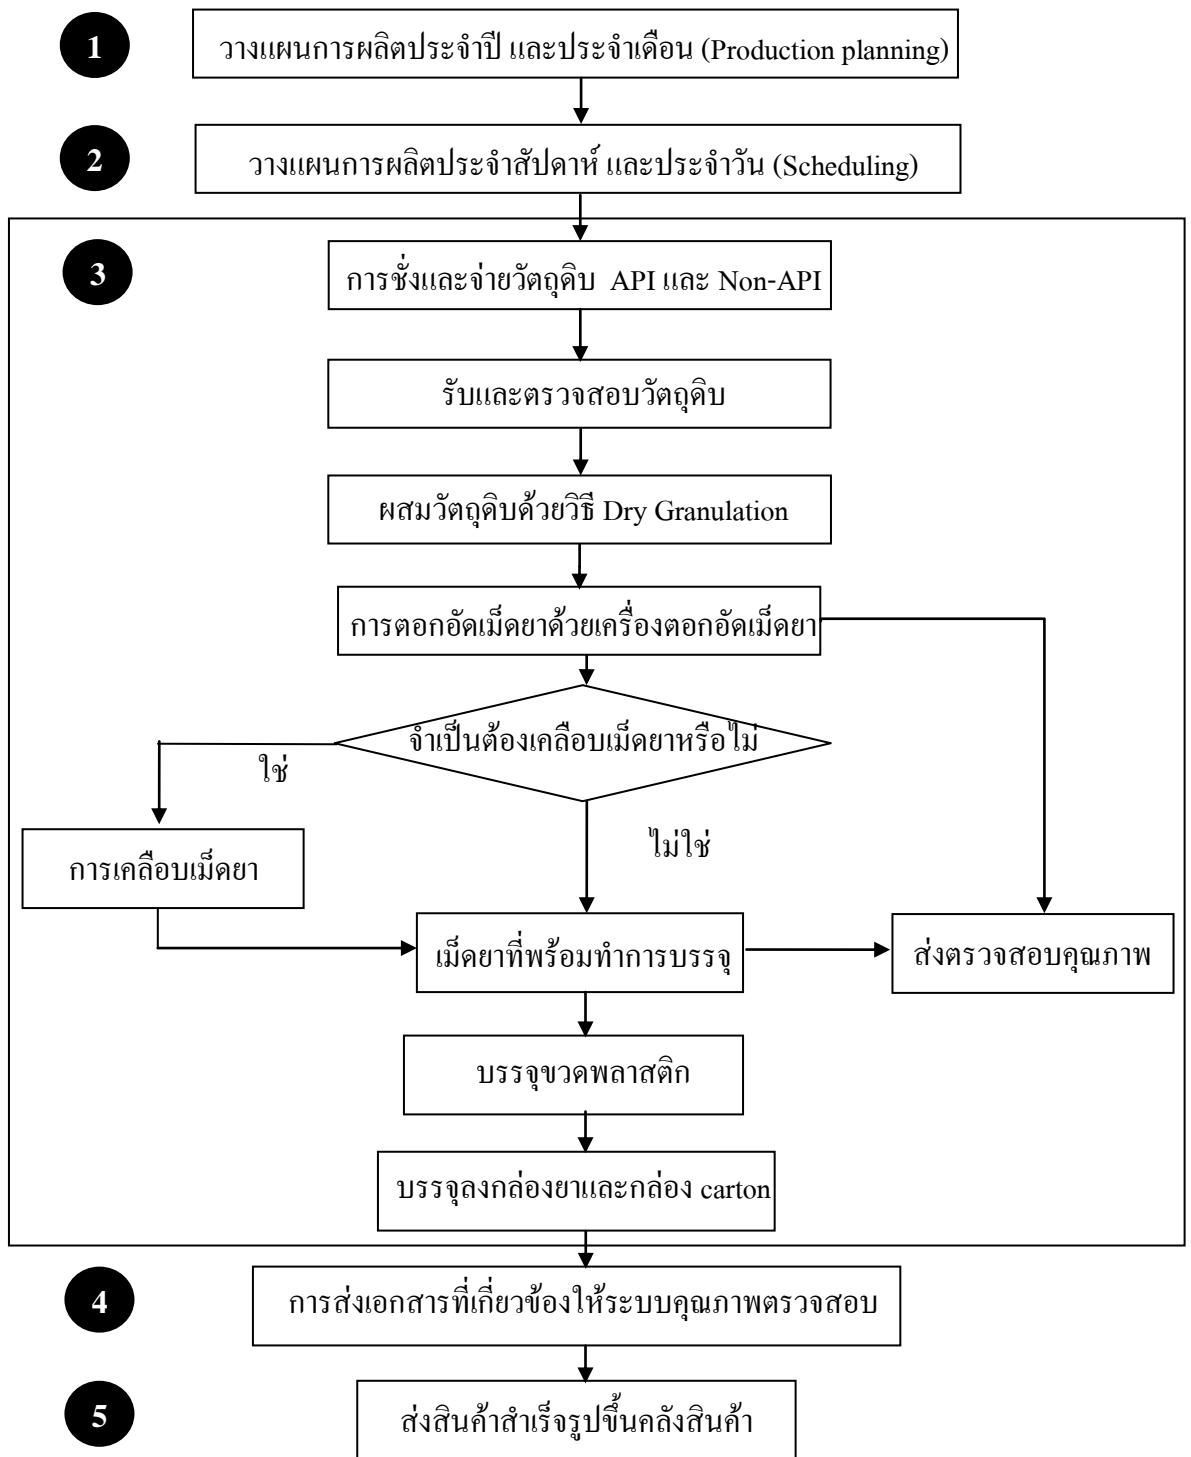 1
วางแผนการผลิตประจำปี และประจำเดือน (Production planning)
2
วางแผนการผลิตประจำสัปดาห์ และประจำวัน (Scheduling)
3
การชั่งและจ่ายวัตถุดิบ API และ Non-API
รับและตรวจสอบวัตถุดิบ
ผสมวัตถุดิบด้วยวิธี Dry Granulation
การตอกอัดเม็ดยาด้วยเครื่องตอกอัดเม็ดยา
จำเป็นต้องเคลือบเม็ดยาหรือไม่
ใช่
ไม่ใช่
การเคลือบเม็ดยา
เม็ดยาที่พร้อมทำการบรรจุ
ส่งตรวจสอบคุณภาพ
บรรจุขวดพลาสติก
บรรจุลงกล่องยาและกล่อง carton
4
การส่งเอกสารที่เกี่ยวข้องให้ระบบคุณภาพตรวจสอบ
5
ส่งสินค้าสำเร็จรูปขึ้นคลังสินค้า